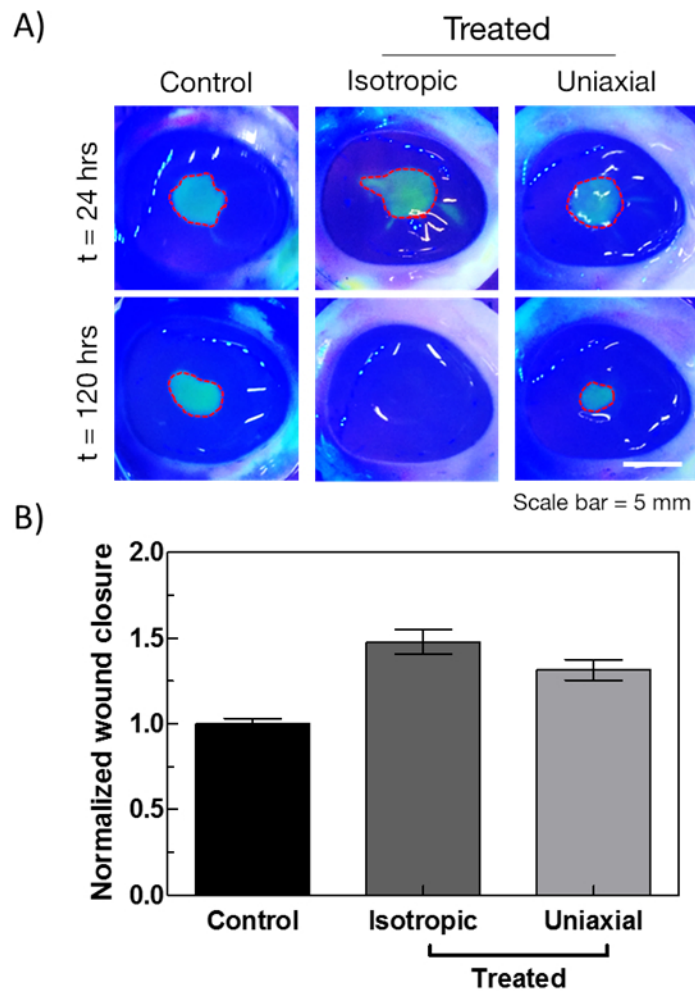 A)
Treated
Control Isotropic Uniaxial
t = 24 hrs
t = 120 hrs
Scale bar = 5 mm
B)
Normalized wound closure
2.0
1.5
1.0
0.5
0.0
Control Isotropic Uniaxial
Treated